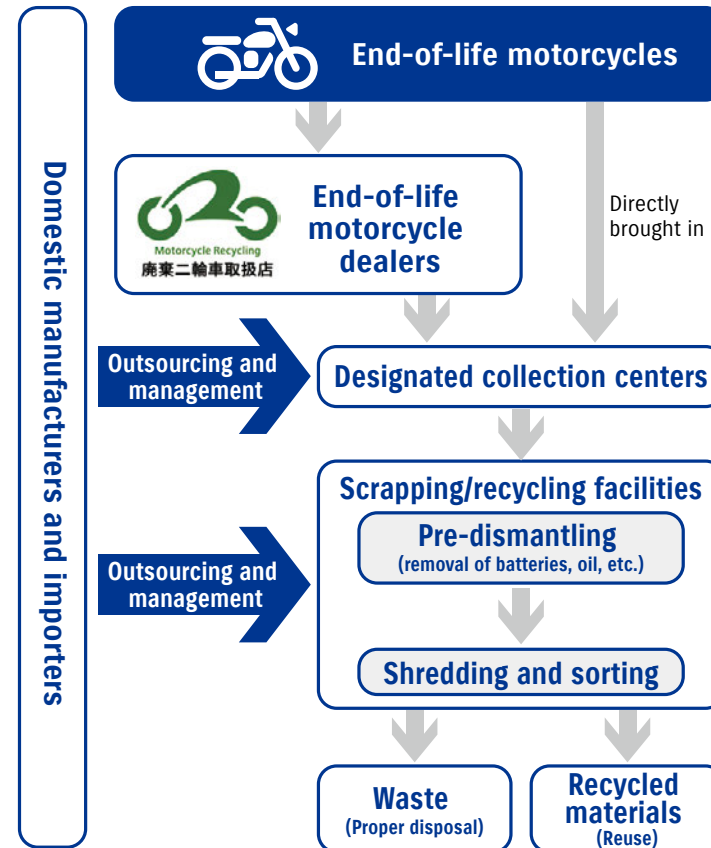 Domestic manufacturers and importers
End-of-life motorcycles
Motorcycle Recycling
廃棄二輪車取扱店
End-of-life
motorcycle
dealers
Directly
brought in
Outsourcing and
management
Designated collection centers
Scrapping/recycling facilities
Pre-dismantling
(removal of batteries, oil, etc.)
Outsourcing and
management
Shredding and sorting
Waste
(Proper disposal)
Recycled
materials
(Reuse)